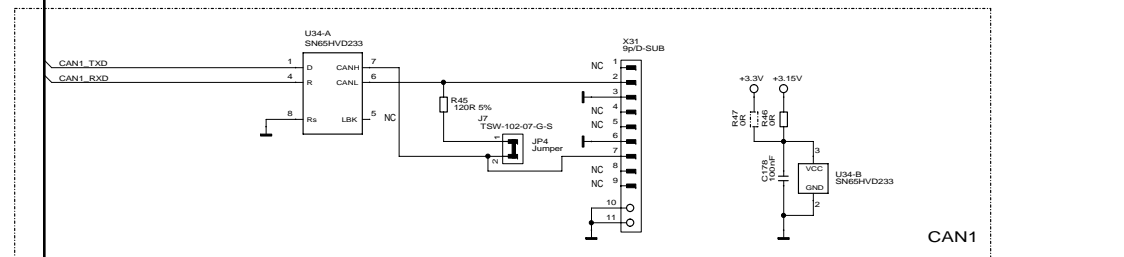 U34-A
SN65HVD233
CAN1_TXD
CAN1_RXD
1 D CANH 7
4 R CANL 6
8 Rs LBK 5 NC
R45
120R 5%
J7
TSW-102-07-G-S
1
2
JP4
Jumper
X31
9p/D-SUB
NC 1
2
3
NC 4
NC 5
6
7
NC 8
NC 9
10
11
+3.3V +3.15V
R47
0R
R46
0R
C178
100nF
3
VCC
GND
2
U34-B
SN65HVD233
CAN1